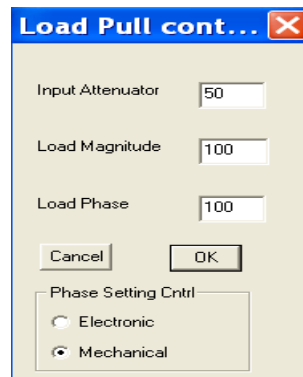 Load Pull cont...
Input Attenuator 50
Load Magnitude 100
Load Phase 100
Cancel OK
Phase Setting Cntrl
Electronic
Mechanical